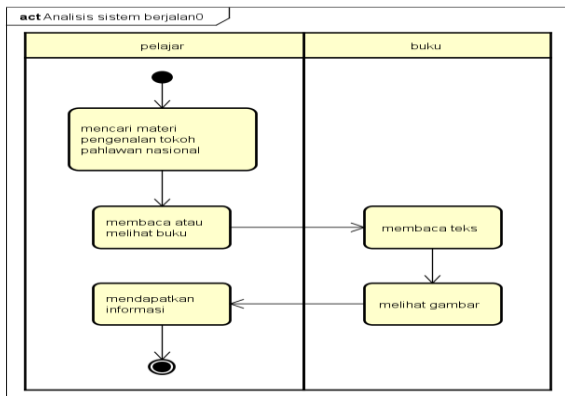 act Analisis sistem berjalan0
pelajar
buku
mencari materi
pengenalan tokoh
pahlawan nasional
membaca atau
melihat buku
membaca teks
mendapatkan
informasi
melihat gambar